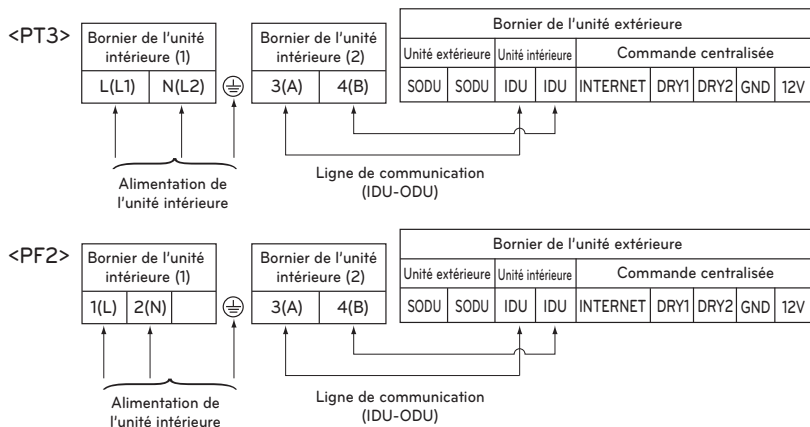 <PT3>
Bornier de l'unité
intérieure (1)
L(L1) N(L2)
Bornier de l'unité
intérieure (2)
3(A) 4(B)
Bornier de l'unité extérieure
Unité extérieure Unité intérieure Commande centralisée
SODU SODU IDU IDU INTERNET DRY1 DRY2 GND 12V
Alimentation de
l'unité intérieure
Ligne de communication
(IDU-ODU)
<PF2>
Bornier de l'unité
intérieure (1)
1(L) 2(N)
Bornier de l'unité
intérieure (2)
3(A) 4(B)
Bornier de l'unité extérieure
Unité extérieure Unité intérieure Commande centralisée
SODU SODU IDU IDU INTERNET DRY1 DRY2 GND 12V
Alimentation de
l'unité intérieure
Ligne de communication
(IDU-ODU)